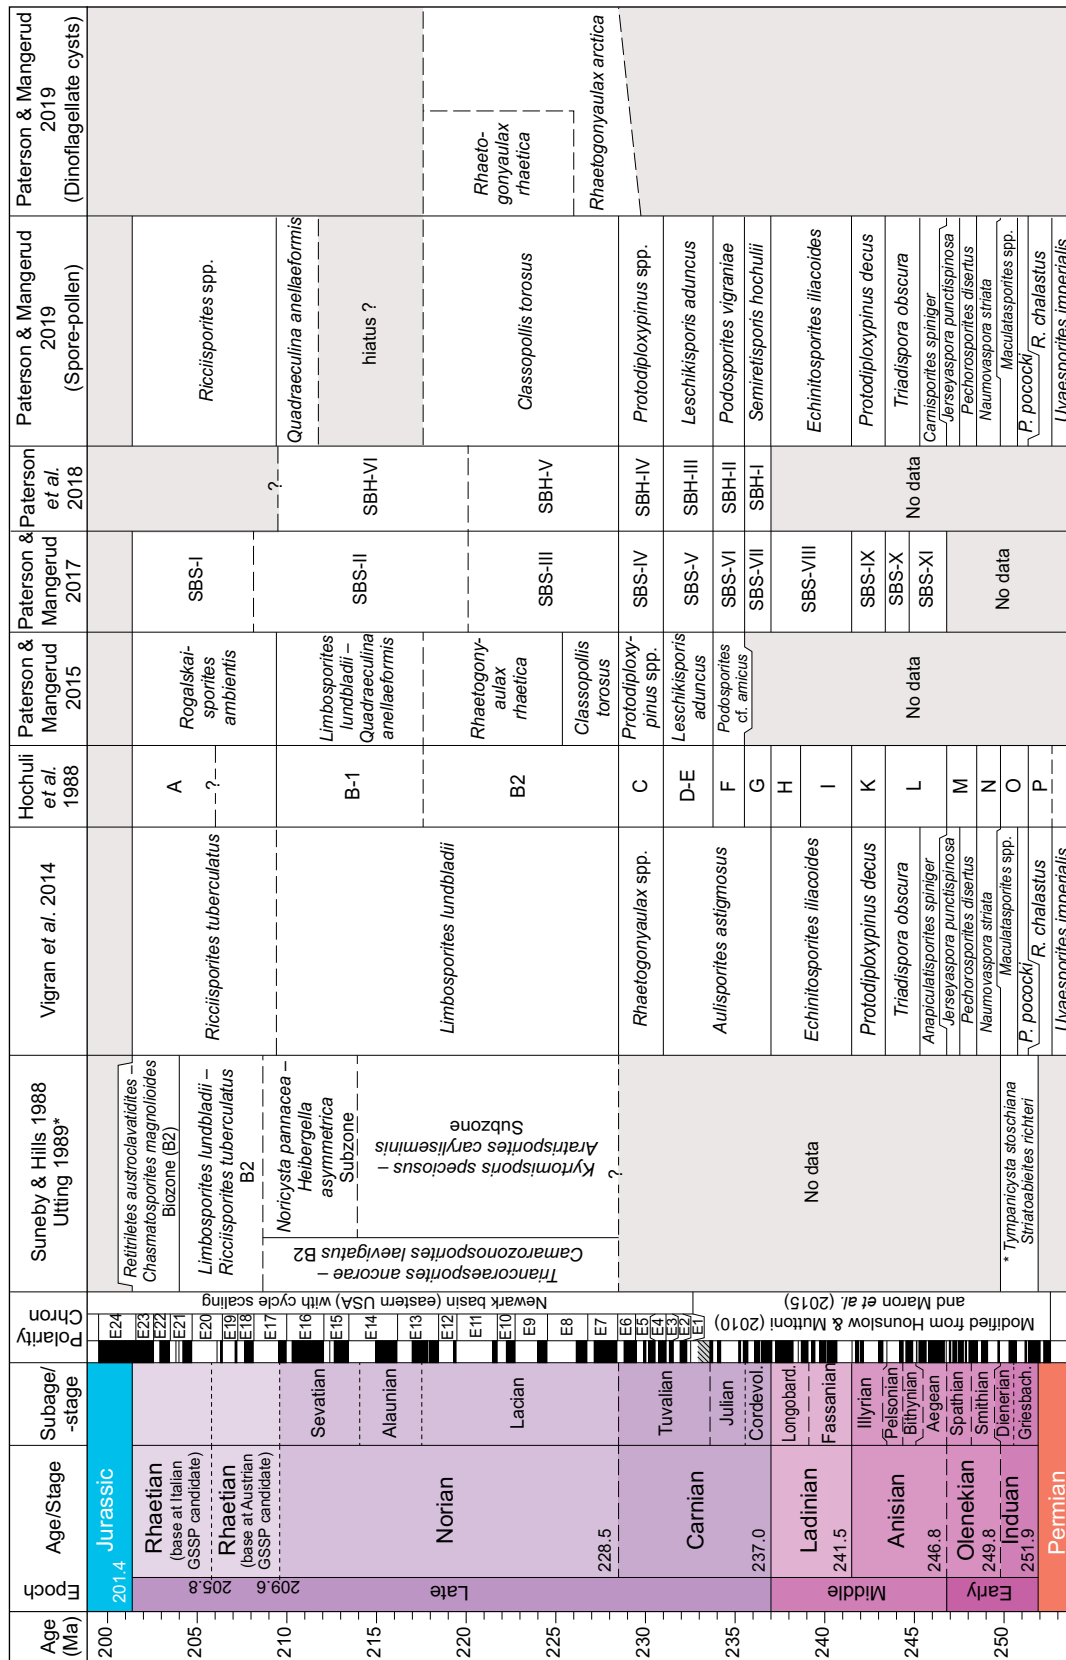 Age
(Ma)
200
205
210
215
220
225
230
235
240
245
250
Epoch
Late
Middle
Early
Age/Stage
Jurassic
201.4
Rhaetian
(base at Italian
GSSP candidate)
205.8
Rhaetian
(base at Austrian
GSSP candidate)
209.6
Norian
228.5
Carnian
237.0
Ladinian
241.5
Anisian
246.8
Olenekian
249.8
Induan
251.9
Permian
Subage/
-stage
Sevatian
Alaunian
Lacian
Tuvalian
Julian
Cordevol.
Longobard.
Fassanian
Illyrian
Pelsonian
Bithynian
Aegean
Spathian
Smithian
Dienerian
Griesbach.
Polarity
Chron
E24
E23
E22
E21
E20
E19
E18
E17
E16
E15
E14
E13
E12
E11
E10
E9
E8
E7
E6
E5
E4
E3
E2
E1
Newark basin (eastern USA) with cycle scaling
Modified from Hounslow & Muttoni (2010)
and Maron et al. (2015)
Suneby & Hills 1988
Utting 1989*
Retitriletes austroclavatidites –
Chasmatosporites magnolioides
Biozone (B2)
Limbosporites lundbladii –
Ricciisporites tuberculatus
B2
Noricysta pannacea –
Heibergella
asymmetrica
Subzone
Kyrtomisporis speciosus –
Aratrisporites caryliseminis
Subzone
Triancoraesporites ancorae –
Camarozonosporites laevigatus B2
?
No data
* Tympanicysta stoschiana
Striatoabieites richteri
Vigran et al. 2014
Ricciisporites tuberculatus
Limbosporites lundbladii
Rhaetogonyaulax spp.
Aulisporites astigmosus
Echinitosporites iliacoides
Protodiploxypinus decus
Triadispora obscura
Anapiculatisporites spiniger
Jerseyaspora punctispinosa
Pechorosporites disertus
Naumovaspora striata
Maculatasporites spp.
P. pococki
R. chalastus
Uvaesporites imperialis
Hochuli
et al.
1988
A
?
B-1
B2
C
D-E
F
G
H
I
K
L
M
N
O
P
Paterson &
Mangerud
2015
Rogalskai-
sporites
ambientis
Limbosporites
lundbladii –
Quadraeculina
anellaeformis
Rhaetogony-
aulax
rhaetica
Classopollis
torosus
Protodiploxy-
pinus spp.
Leschikisporis
aduncus
Podosporites
cf. amicus
No data
Paterson &
Mangerud
2017
SBS-I
SBS-II
SBS-III
SBS-IV
SBS-V
SBS-VI
SBS-VII
SBS-VIII
SBS-IX
SBS-X
SBS-XI
No data
Paterson
et al.
2018
?
SBH-VI
SBH-V
SBH-IV
SBH-III
SBH-II
SBH-I
No data
Paterson & Mangerud
2019
(Spore-pollen)
Ricciisporites spp.
Quadraeculina anellaeformis
hiatus ?
Classopollis torosus
Protodiploxypinus spp.
Leschikisporis aduncus
Podosporites vigraniae
Semiretisporis hochulii
Echinitosporites iliacoides
Protodiploxypinus decus
Triadispora obscura
Carnisporites spiniger
Jerseyaspora punctispinosa
Pechorosporites disertus
Naumovaspora striata
Maculatasporites spp.
P. pococki
R. chalastus
Uvaesporites imperialis
Paterson & Mangerud
2019
(Dinoflagellate cysts)
Rhaeto-
gonyaulax
rhaetica
Rhaetogonyaulax arctica